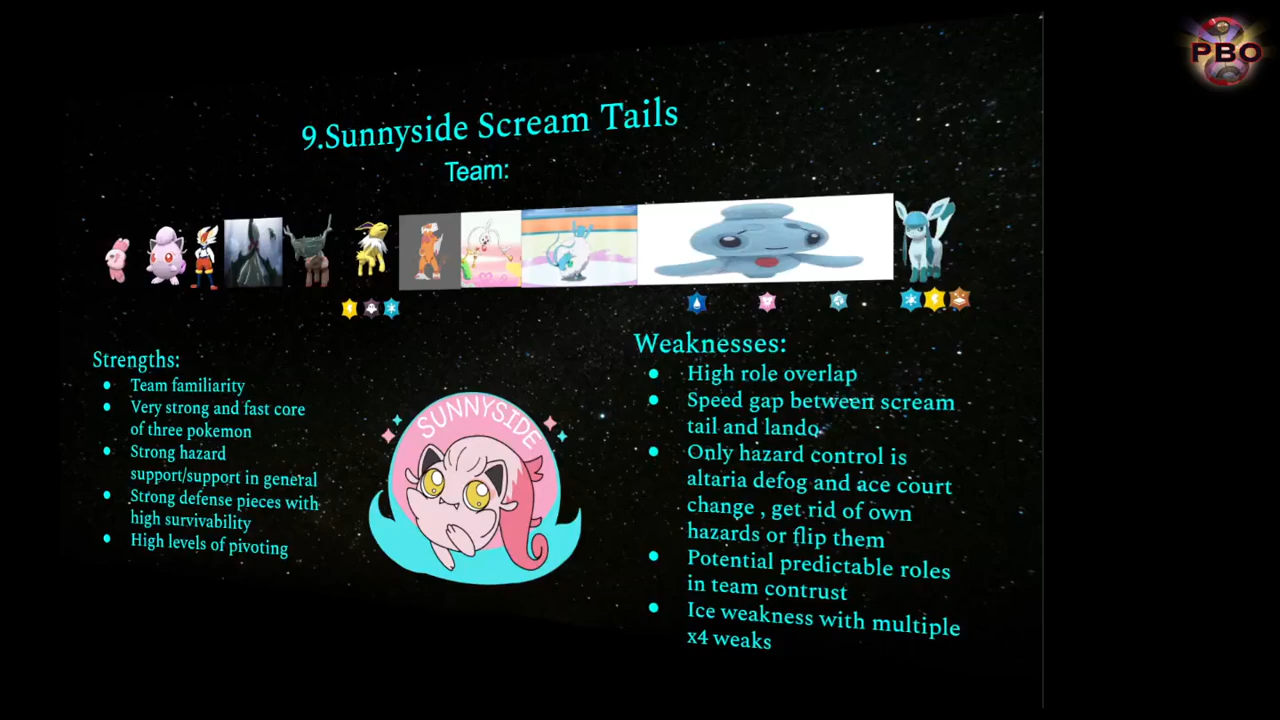 PBO
9.Sunnyside Scream Tails
Team:
Strengths:
Team familiarity
Very strong and fast core
of three pokemon
Strong hazard
support/support in general
Strong defense pieces with
high survivability
High levels of pivoting
SUNNYSIDE
Weaknesses:
High role overlap
Speed gap between scream
tail and lando
Only hazard control is
altaria defog and ace court
change , get rid of own
hazards or flip them
Potential predictable roles
in team contrust
Ice weakness with multiple
x4 weaks